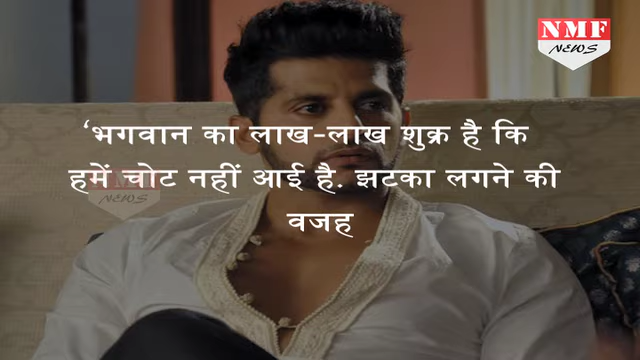 NMF
NEWS
‘भगवान का लाख-लाख शुक्र है कि
हमें चोट नहीं आई है. झटका लगने की
वजह
NMF
NEWS